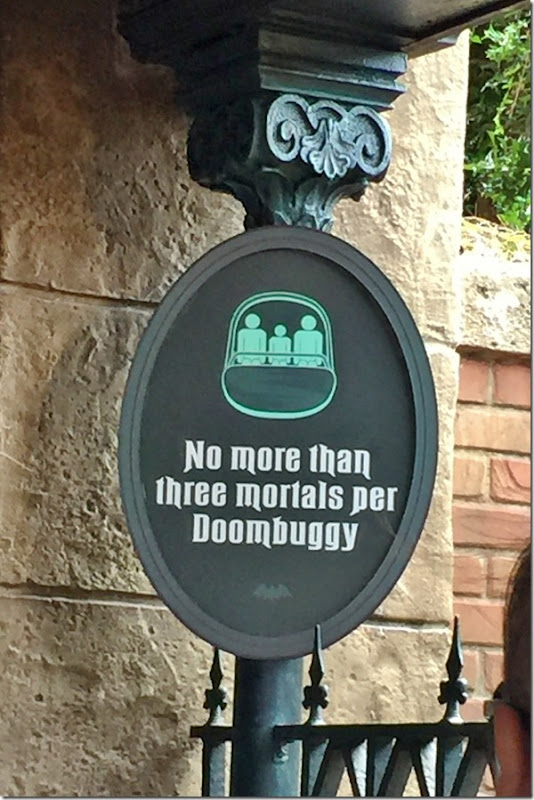 No more than
three mortals per
Doombuggy